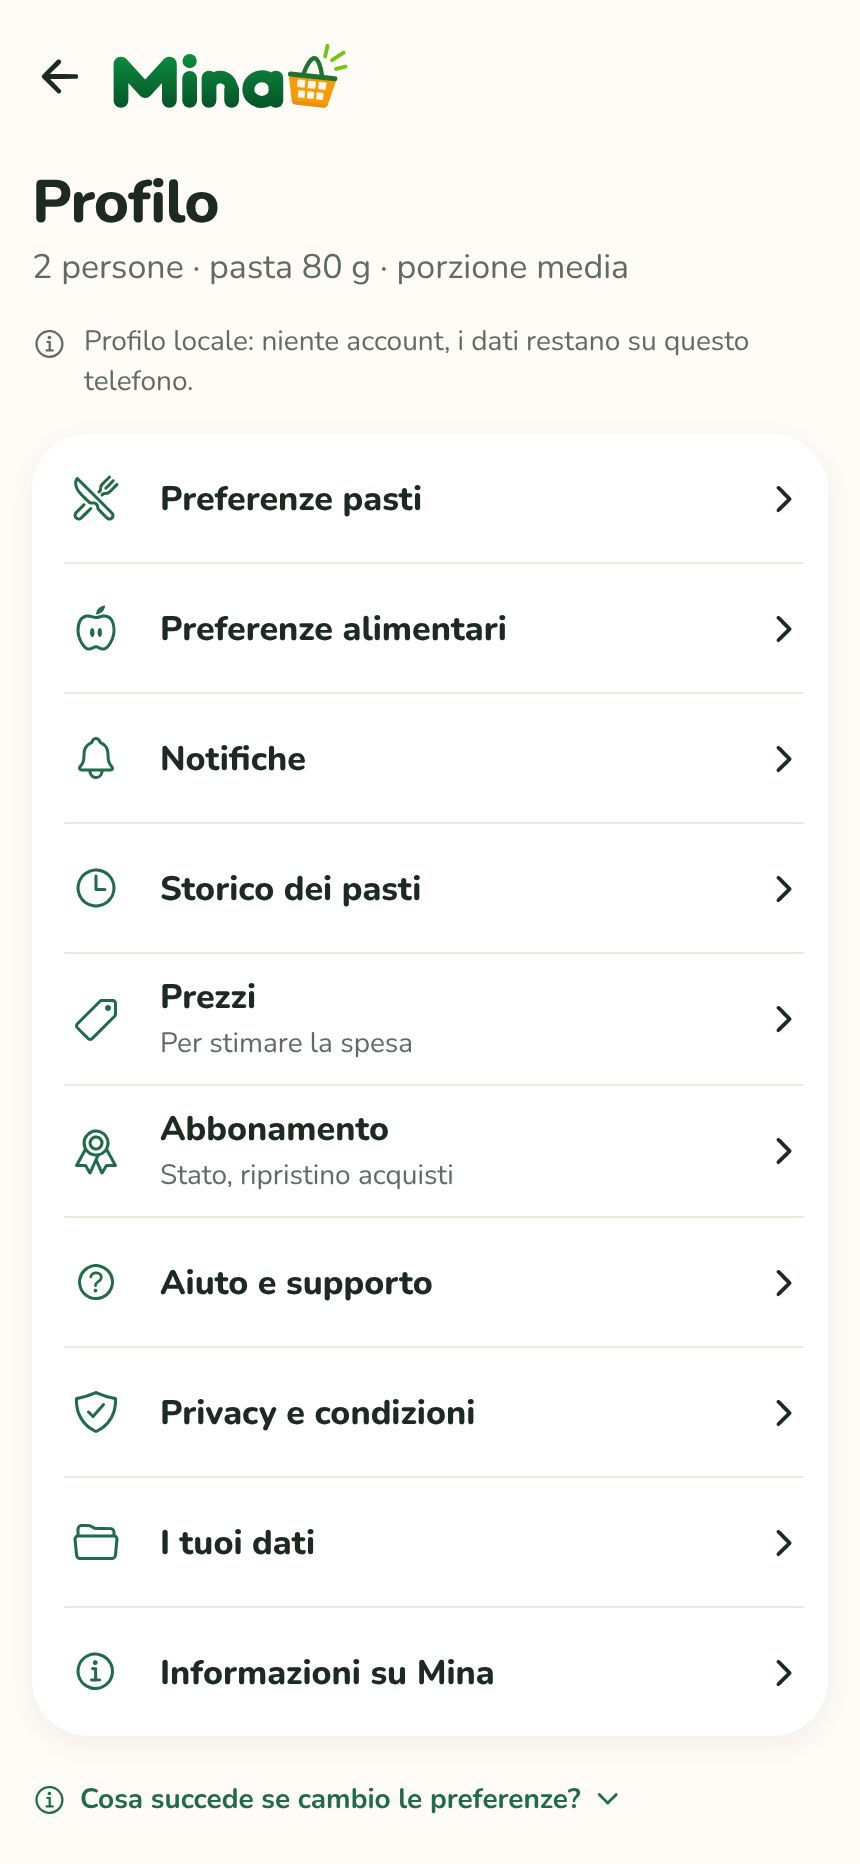 Mina
Profilo
2 persone · pasta 80 g · porzione media
Profilo locale: niente account, i dati restano su questo
telefono.
Preferenze pasti
Preferenze alimentari
Notifiche
Storico dei pasti
Prezzi
Per stimare la spesa
Abbonamento
Stato, ripristino acquisti
Aiuto e supporto
Privacy e condizioni
I tuoi dati
Informazioni su Mina
Cosa succede se cambio le preferenze?